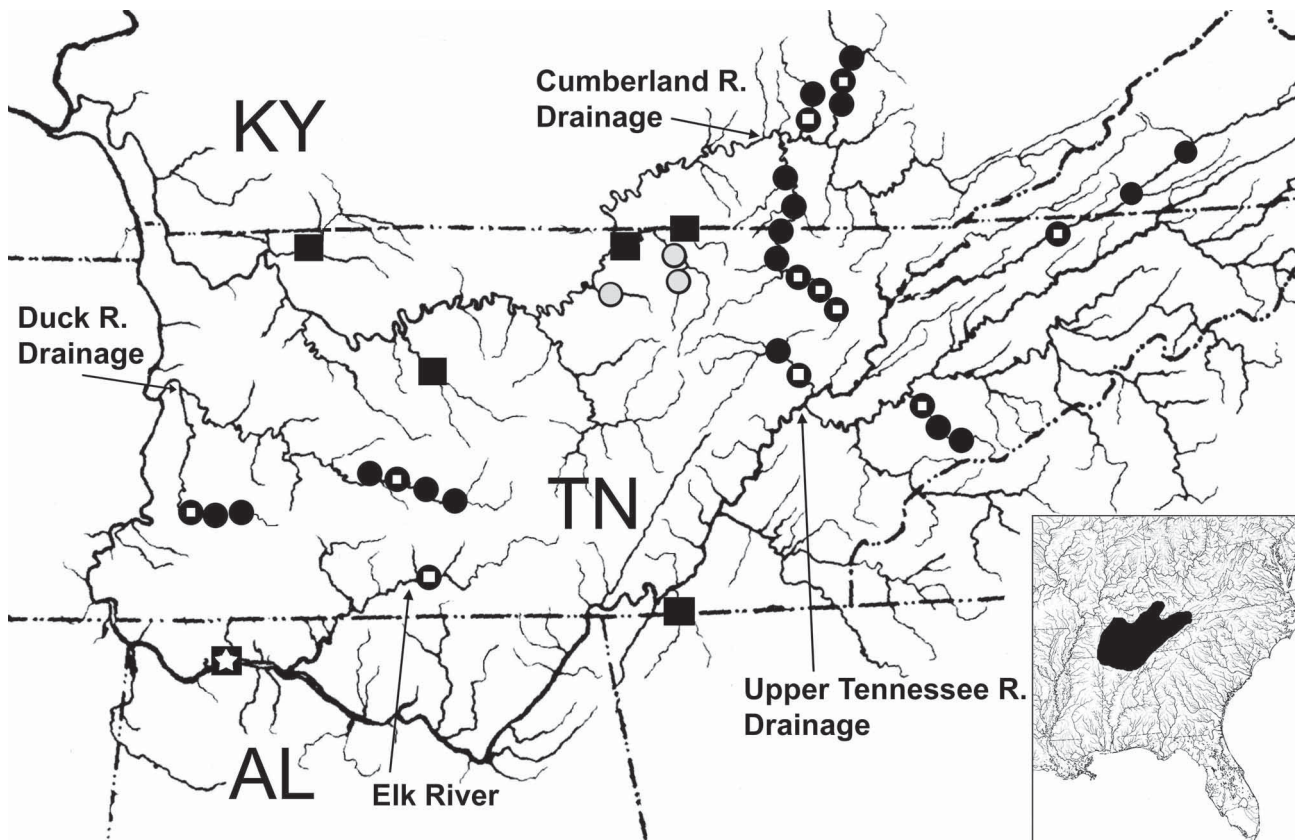 Cumberland R.
Drainage
KY
Duck R.
Drainage
TN
Upper Tennessee R.
Drainage
AL
Elk River